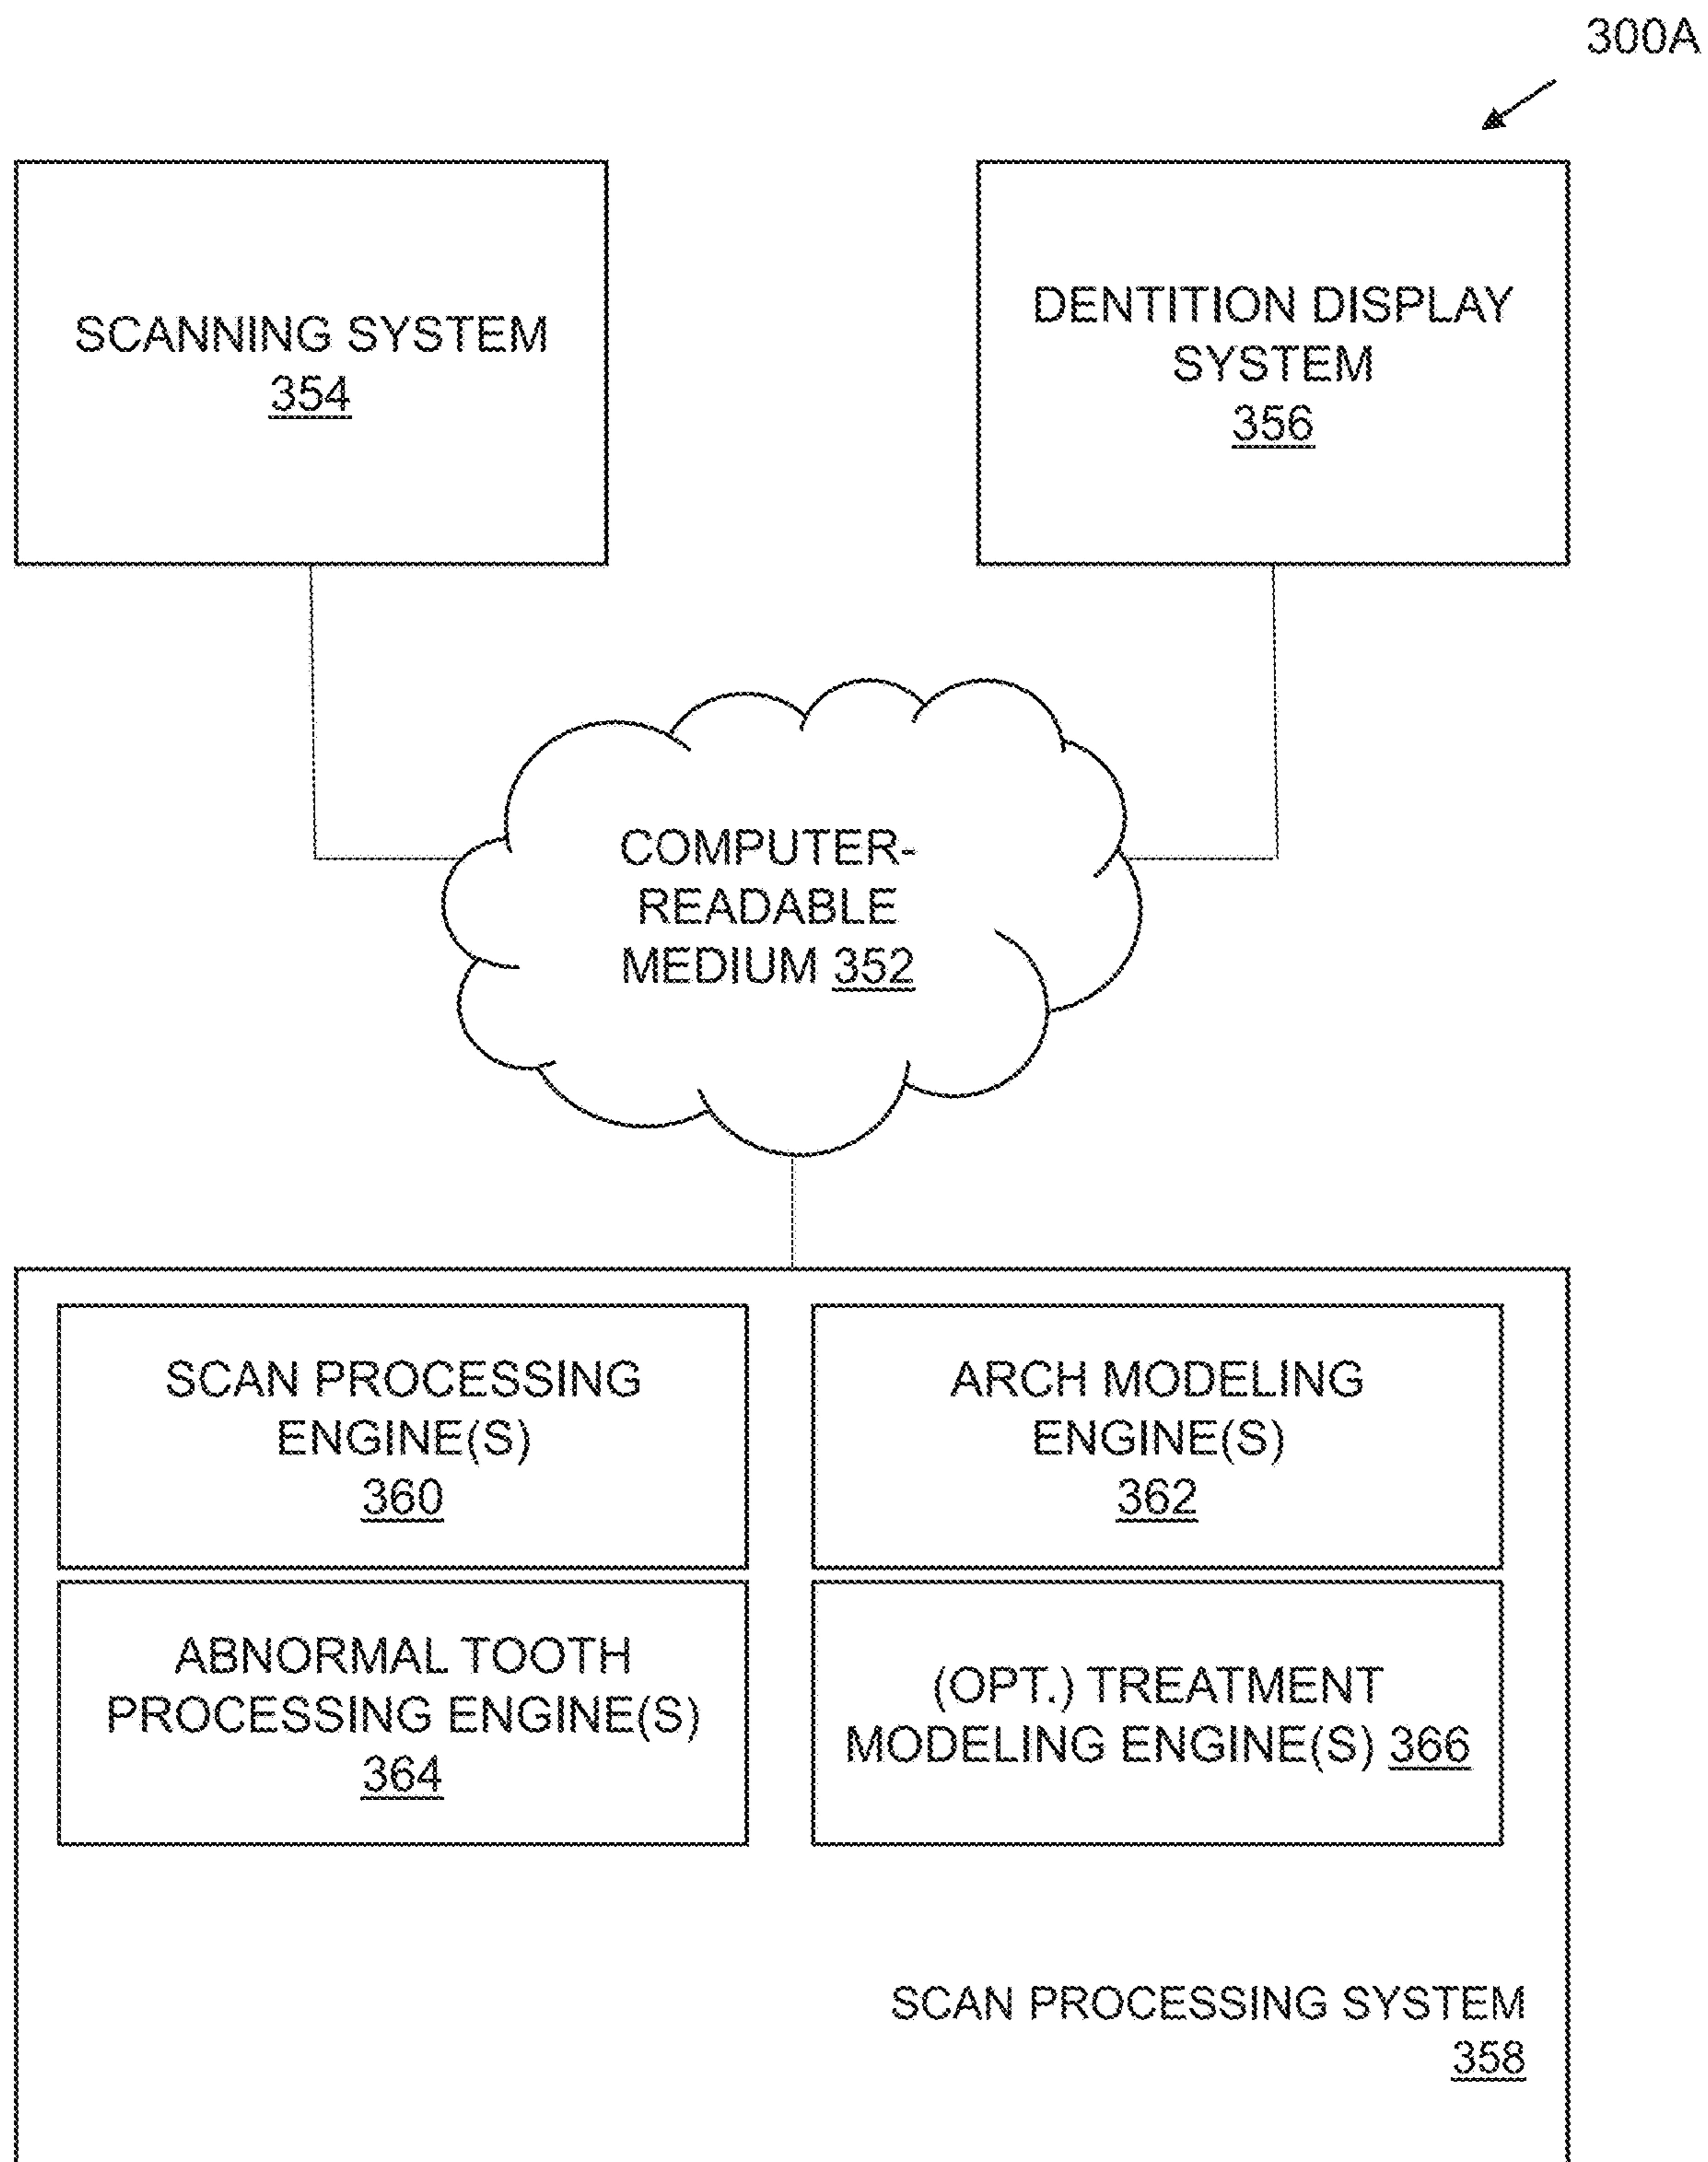 300A
SCANNING SYSTEM
354
DENTITION DISPLAY
SYSTEM
356
COMPUTER-
READABLE
MEDIUM 352
SCAN PROCESSING
ENGINE(S)
360
ARCH MODELING
ENGINE(S)
362
ABNORMAL TOOTH
PROCESSING ENGINE(S)
364
(OPT.) TREATMENT
MODELING ENGINE(S) 366
SCAN PROCESSING SYSTEM
358